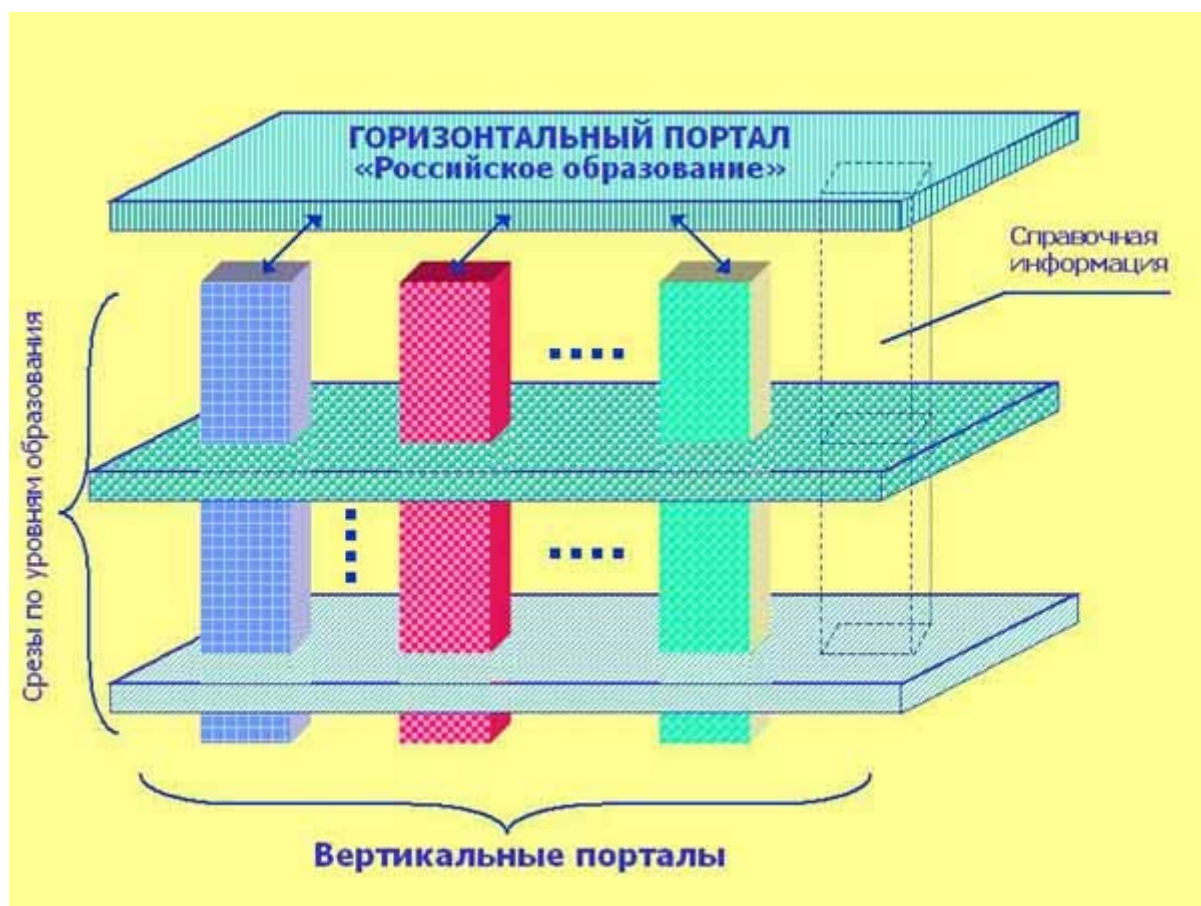 ГОРИЗОНТАЛЬНЫЙ ПОРТАЛ
«Российское образование»
Справочная
информация
Срезы по уровням образования
Вертикальные порталы